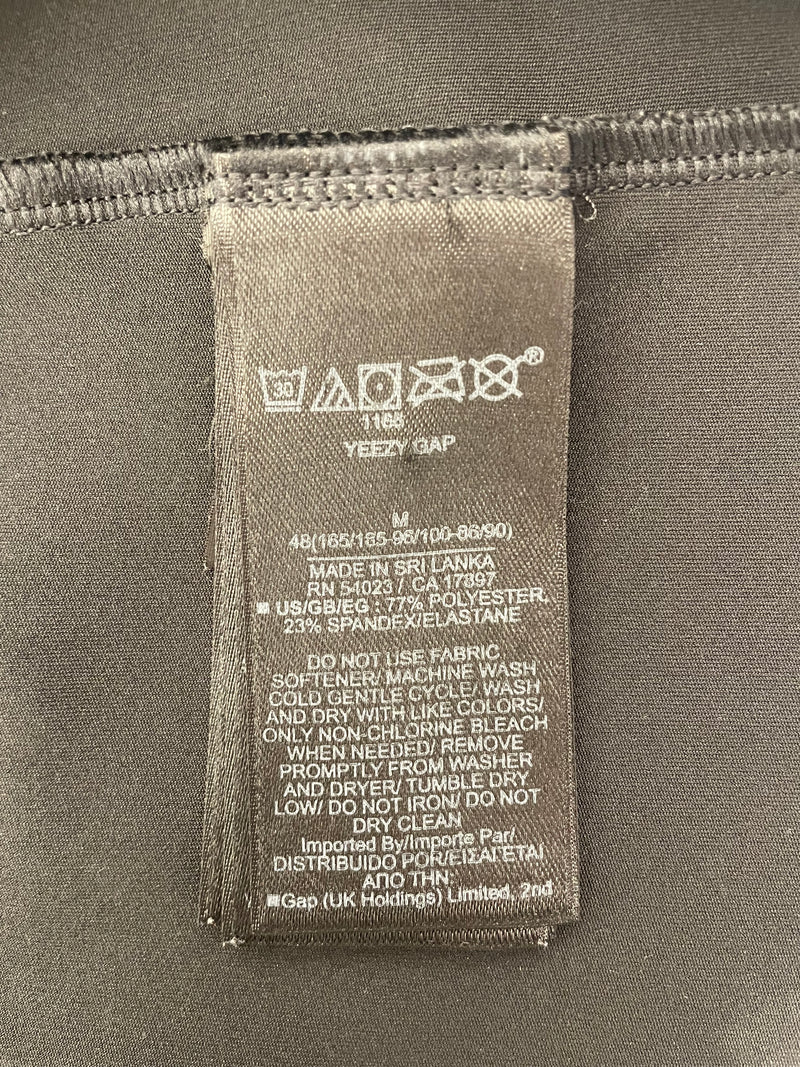 30
®
1165
YEEZY GAP
M
48(165/185-96/100-86/90)
MADE IN SRI LANKA
RN 54023 / CA 17897
US/GB/EG : 77% POLYESTER,
23% SPANDEX/ELASTANE
DO NOT USE FABRIC
SOFTENER/ MACHINE WASH
COLD GENTLE CYCLE/ WASH
AND DRY WITH LIKE COLORS/
ONLY NON-CHLORINE BLEACH
WHEN NEEDED/ REMOVE
PROMPTLY FROM WASHER
AND DRYER/ TUMBLE DRY
LOW/ DO NOT IRON/ DO NOT
DRY CLEAN
Imported By/Importe Par/
DISTRIBUIDO POR/ΕΙΣΑΓΕΤΑΙ
ΑΠΟ ΤΗΝ:
Gap (UK Holdings) Limited, 2nd